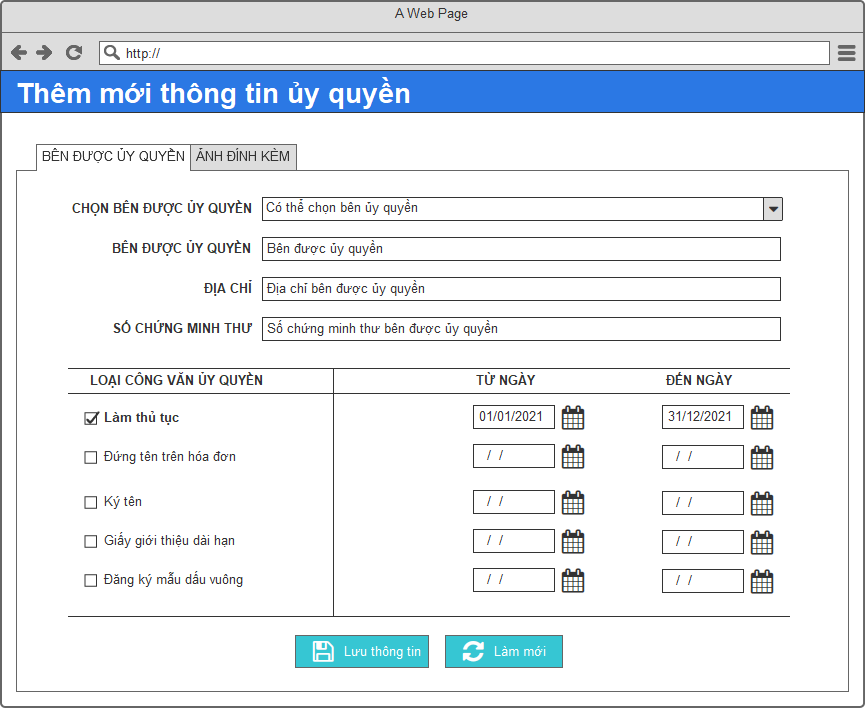 A Web Page
http://
Thêm mới thông tin ủy quyền
BÊN ĐƯỢC ỦY QUYỀN ẢNH ĐÍNH KÈM
CHỌN BÊN ĐƯỢC ỦY QUYỀN Có thể chọn bên ủy quyền
BÊN ĐƯỢC ỦY QUYỀN Bên được ủy quyền
ĐỊA CHỈ Địa chỉ bên được ủy quyền
SỐ CHỨNG MINH THƯ Số chứng minh thư bên được ủy quyền
LOẠI CÔNG VĂN ỦY QUYỀN TỪ NGÀY ĐẾN NGÀY
Làm thủ tục 01/01/2021 31/12/2021
Đứng tên trên hóa đơn / / / /
Ký tên / / / /
Giấy giới thiệu dài hạn / / / /
Đăng ký mẫu dấu vuông / / / /
Lưu thông tin Làm mới